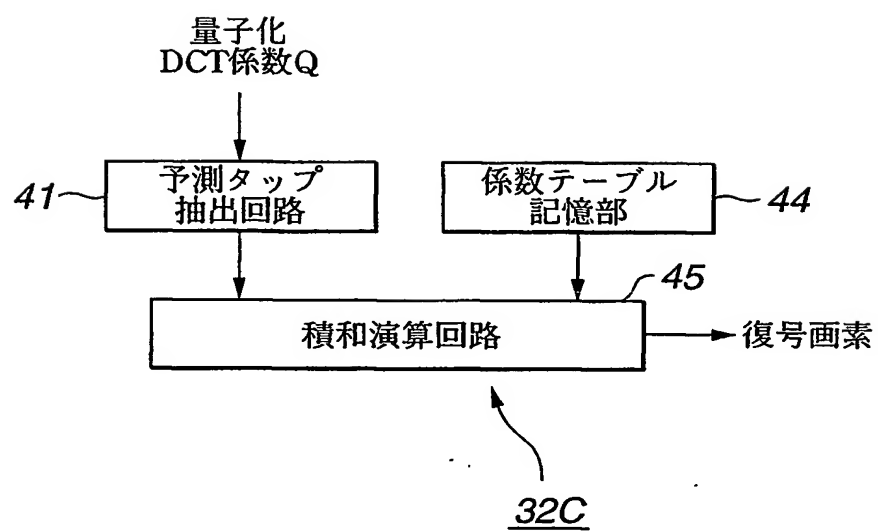 量子化
DCT係数Q
41
予測タップ
抽出回路
係数テーブル
記憶部
44
45
積和演算回路
復号画素
32C